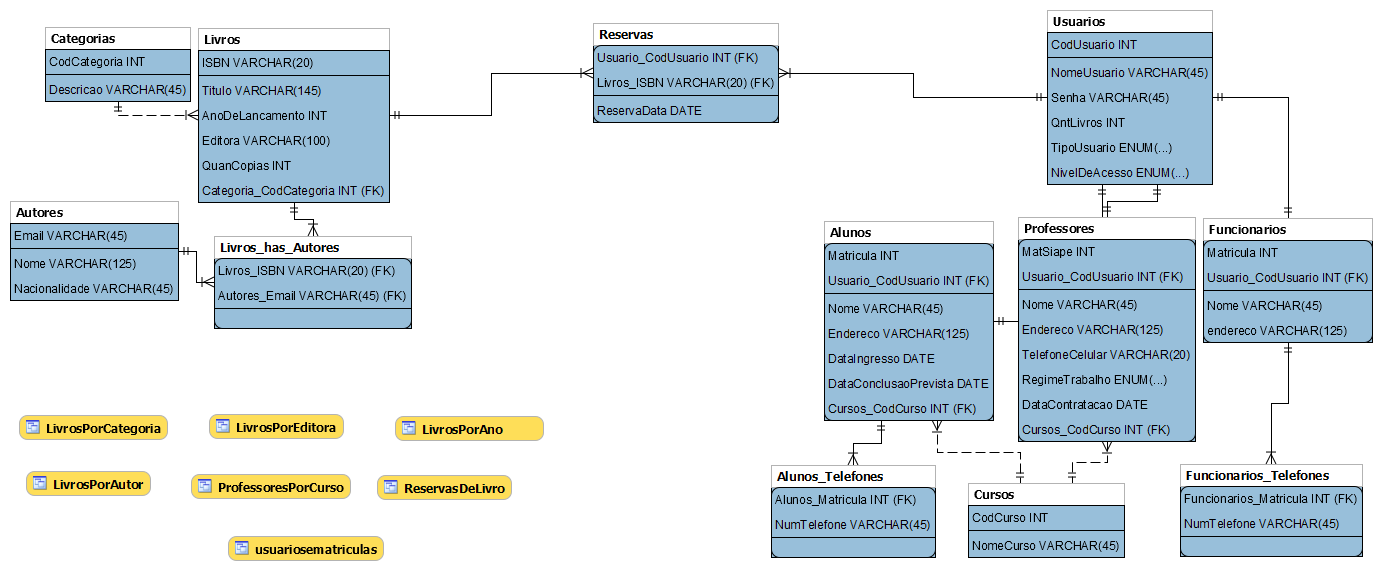 Categorias
CodCategoria INT
Descricao VARCHAR(45)
Livros
ISBN VARCHAR(20)
Titulo VARCHAR(145)
AnoDeLancamento INT
Editora VARCHAR(100)
QuanCopias INT
Categoria_CodCategoria INT (FK)
Reservas
Usuario_CodUsuario INT (FK)
Livros_ISBN VARCHAR(20) (FK)
ReservaData DATE
Usuarios
CodUsuario INT
NomeUsuario VARCHAR(45)
Senha VARCHAR(45)
QntLivros INT
TipoUsuario ENUM(...)
NivelDeAcesso ENUM(...)
Autores
Email VARCHAR(45)
Nome VARCHAR(125)
Nacionalidade VARCHAR(45)
Livros_has_Autores
Livros_ISBN VARCHAR(20) (FK)
Autores_Email VARCHAR(45) (FK)
Alunos
Matricula INT
Usuario_CodUsuario INT (FK)
Nome VARCHAR(45)
Endereco VARCHAR(125)
DataIngresso DATE
DataConclusaoPrevista DATE
Cursos_CodCurso INT (FK)
Professores
MatSiape INT
Usuario_CodUsuario INT (FK)
Nome VARCHAR(45)
Endereco VARCHAR(125)
TelefoneCelular VARCHAR(20)
RegimeTrabalho ENUM(...)
DataContratacao DATE
Cursos_CodCurso INT (FK)
Funcionarios
Matricula INT
Usuario_CodUsuario INT (FK)
Nome VARCHAR(45)
endereco VARCHAR(125)
LivrosPorCategoria
LivrosPorEditora
LivrosPorAno
LivrosPorAutor
ProfessoresPorCurso
ReservasDeLivro
usuariosematriculas
Alunos_Telefones
Alunos_Matricula INT (FK)
NumTelefone VARCHAR(45)
Cursos
CodCurso INT
NomeCurso VARCHAR(45)
Funcionarios_Telefones
Funcionarios_Matricula INT (FK)
NumTelefone VARCHAR(45)